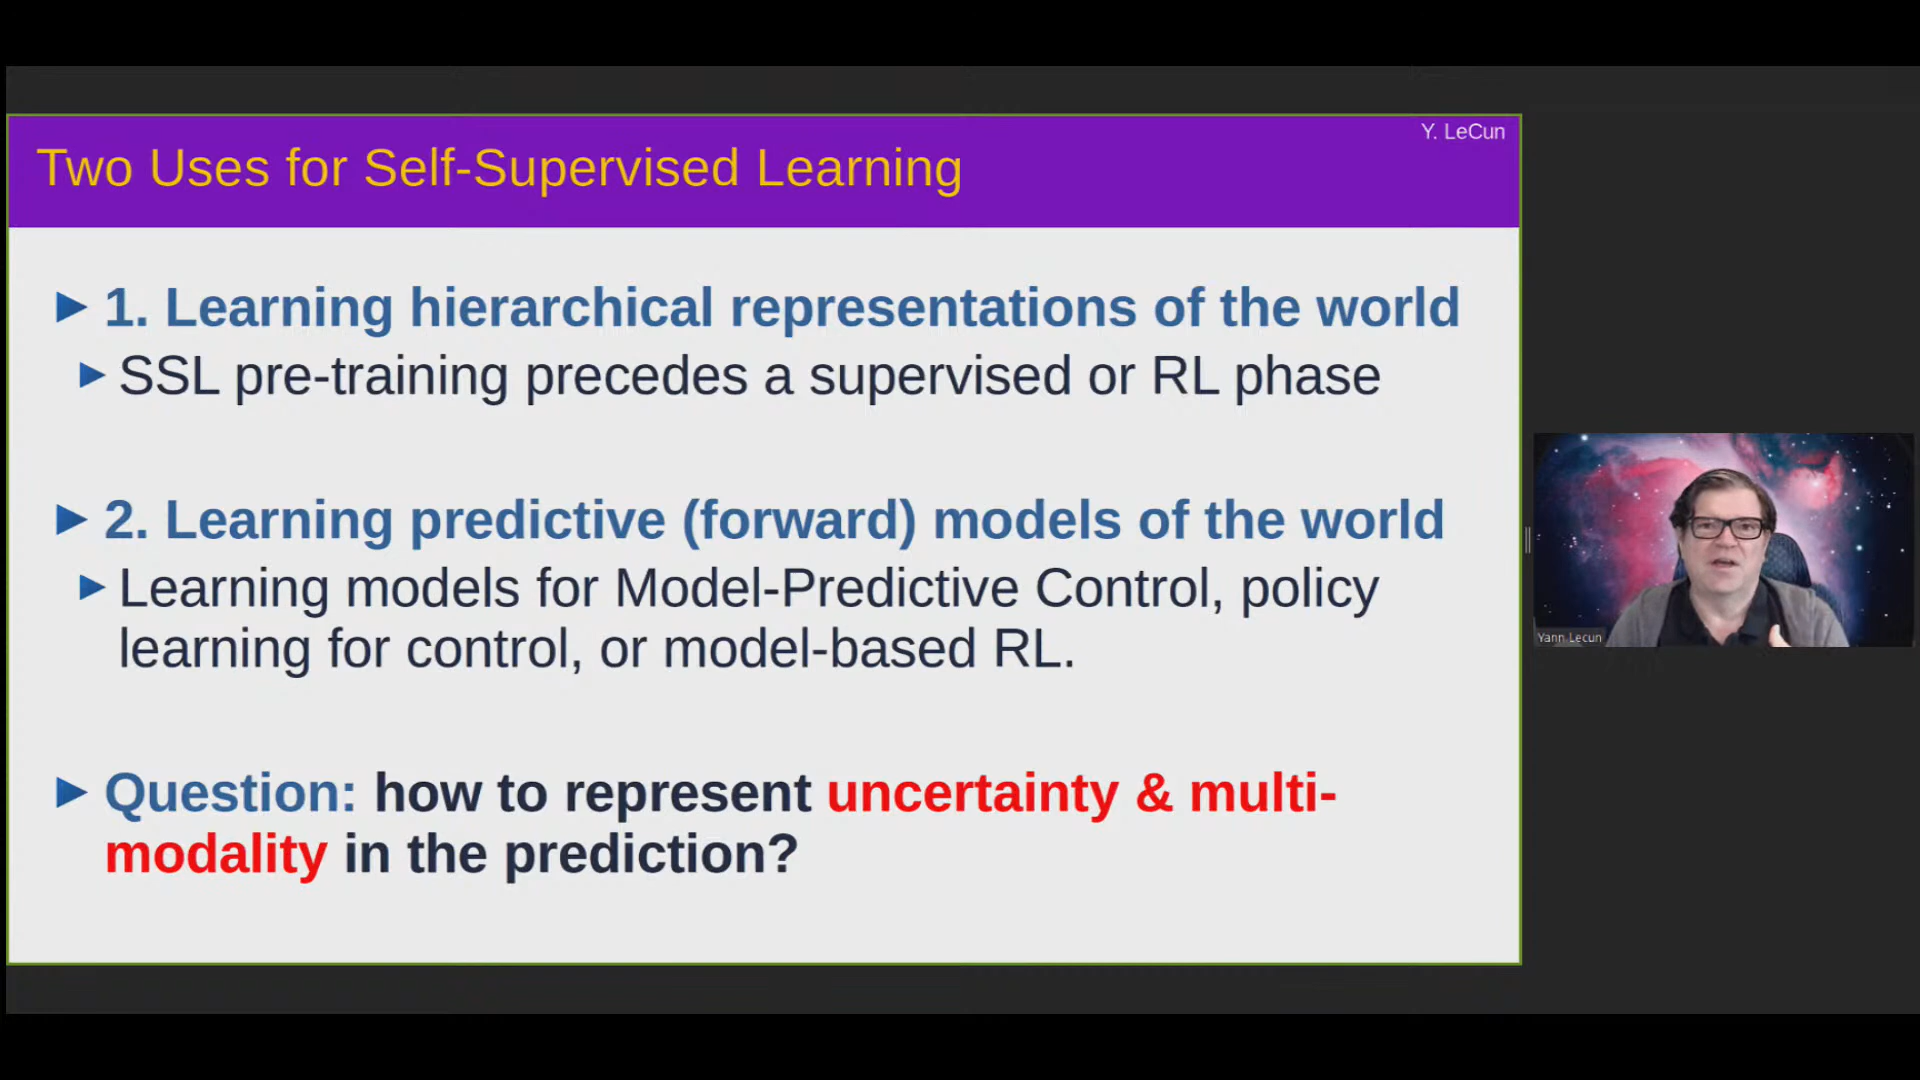 Y. LeCun
Two Uses for Self-Supervised Learning
1. Learning hierarchical representations of the world
SSL pre-training precedes a supervised or RL phase
2. Learning predictive (forward) models of the world
Learning models for Model-Predictive Control, policy
learning for control, or model-based RL.
Question: how to represent uncertainty & multi-
modality in the prediction?
Yann Lecun